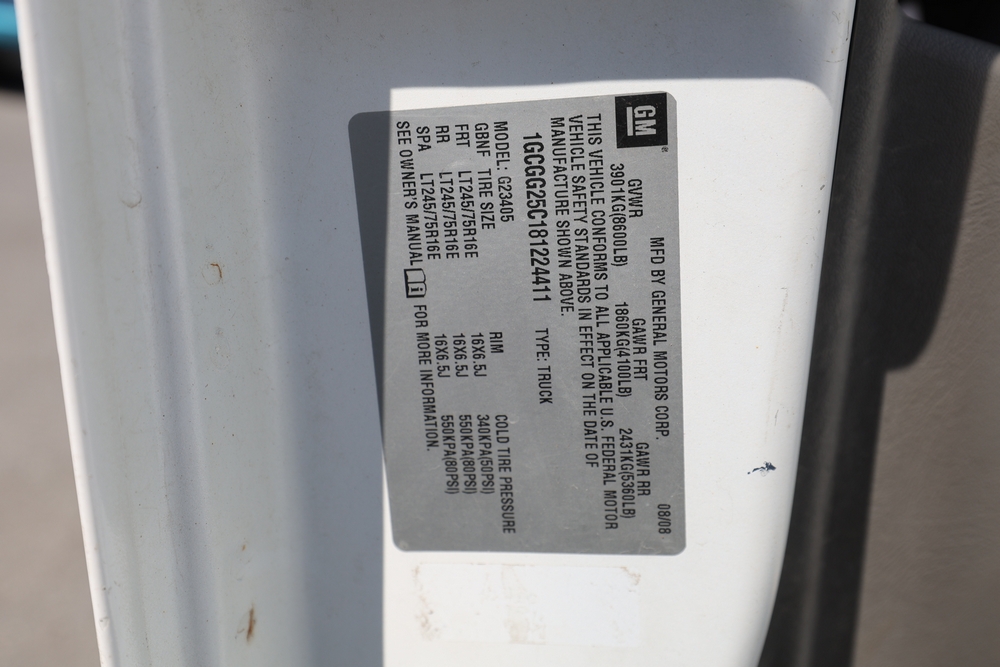 GM
MFD BY GENERAL MOTORS CORP. 08/08
GVWR GAWR FRT GAWR RR
3901KG(8600LB) 1860KG(4100LB) 2431KG(5360LB)
THIS VEHICLE CONFORMS TO ALL APPLICABLE U.S. FEDERAL MOTOR
VEHICLE SAFETY STANDARDS IN EFFECT ON THE DATE OF
MANUFACTURE SHOWN ABOVE.
1GCGG25C181224411 TYPE: TRUCK
MODEL: G23405
GBNF TIRE SIZE RIM COLD TIRE PRESSURE
FRT LT245/75R16E 16X6.5J 340KPA(50PSI)
RR LT245/75R16E 16X6.5J 550KPA(80PSI)
SPA LT245/75R16E 16X6.5J 550KPA(80PSI)
SEE OWNER'S MANUAL i FOR MORE INFORMATION.